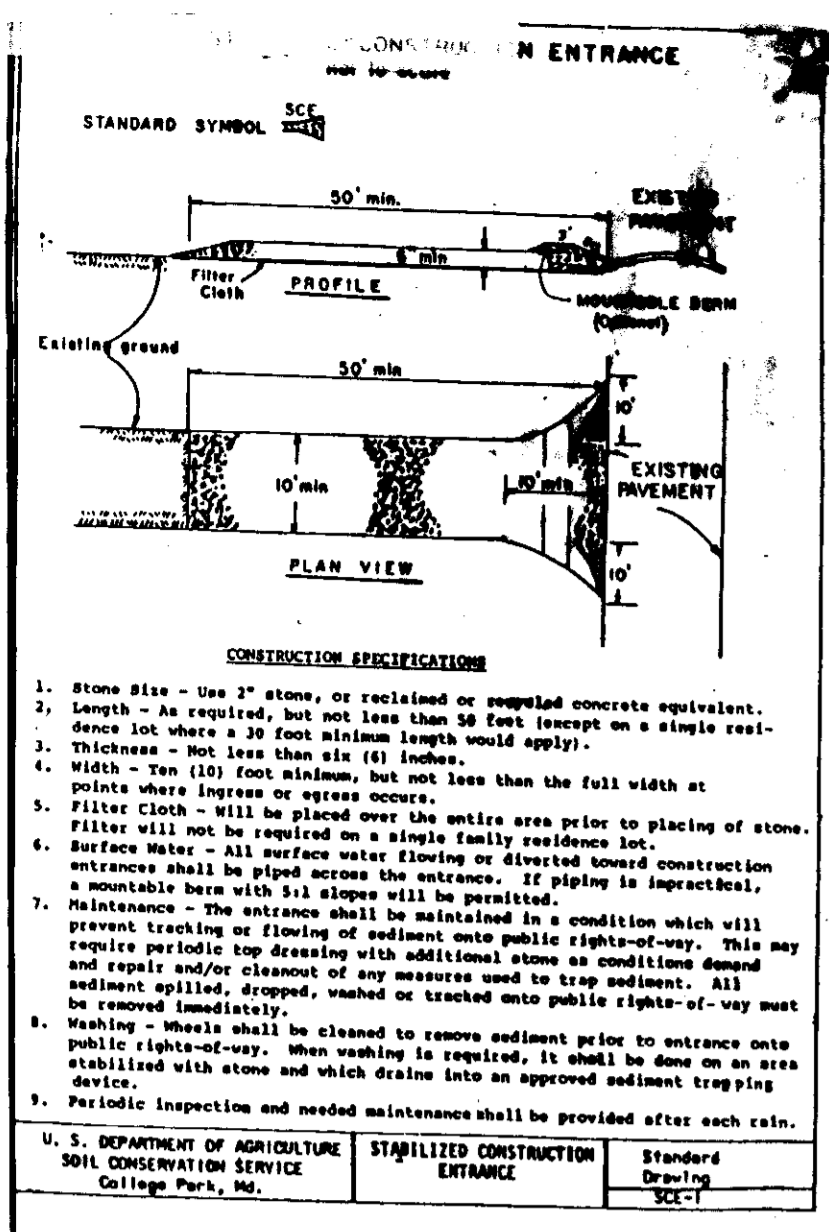 CONSTRUCTION ENTRANCE
not to scale
STANDARD SYMBOL
SCE
50' min.
EXISTING
PAVEMENT
6" min
Filter
Cloth
PROFILE
MOUNTABLE BERM
(Optional)
Existing ground
50' min
10'
10' min
10' min
EXISTING
PAVEMENT
10'
PLAN VIEW
CONSTRUCTION SPECIFICATIONS
1. Stone Size - Use 2" stone, or reclaimed or recycled concrete equivalent.
2, Length - As required, but not less than 50 feet (except on a single resi-
dence lot where a 30 foot minimum length would apply).
3. Thickness - Not less than six (6) inches.
4. Width - Ten (10) foot minimum, but not less than the full width at
points where ingress or egress occurs.
5. Filter Cloth - Will be placed over the entire area prior to placing of stone.
Filter will not be required on a single family residence lot.
6. Surface Water - All surface water flowing or diverted toward construction
entrances shall be piped across the entrance. If piping is impractical,
a mountable berm with 5:1 slopes will be permitted.
7. Maintenance - The entrance shall be maintained in a condition which will
prevent tracking or flowing of sediment onto public rights-of-way. This may
require periodic top dressing with additional stone as conditions demand
and repair and/or cleanout of any measures used to trap sediment. All
sediment spilled, dropped, washed or tracked onto public rights-of-way must
be removed immediately.
8. Washing - Wheels shall be cleaned to remove sediment prior to entrance onto
public rights-of-way. When washing is required, it shall be done on an area
stabilized with stone and which drains into an approved sediment trapping
device.
9. Periodic inspection and needed maintenance shall be provided after each rain.
U. S. DEPARTMENT OF AGRICULTURE
SOIL CONSERVATION SERVICE
College Park, Md.
STABILIZED CONSTRUCTION
ENTRANCE
Standard
Drawing
SCE-1